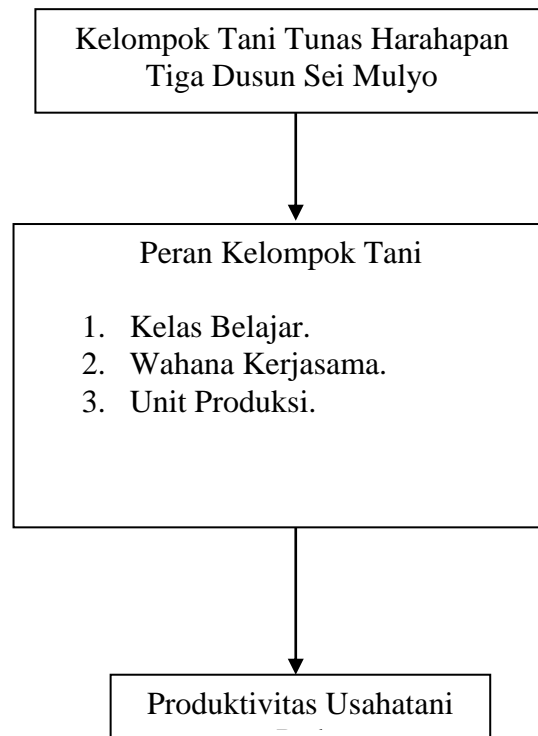 Kelompok Tani Tunas Harahapan
Tiga Dusun Sei Mulyo
Peran Kelompok Tani
1. Kelas Belajar.
2. Wahana Kerjasama.
3. Unit Produksi.
Produktivitas Usahatani